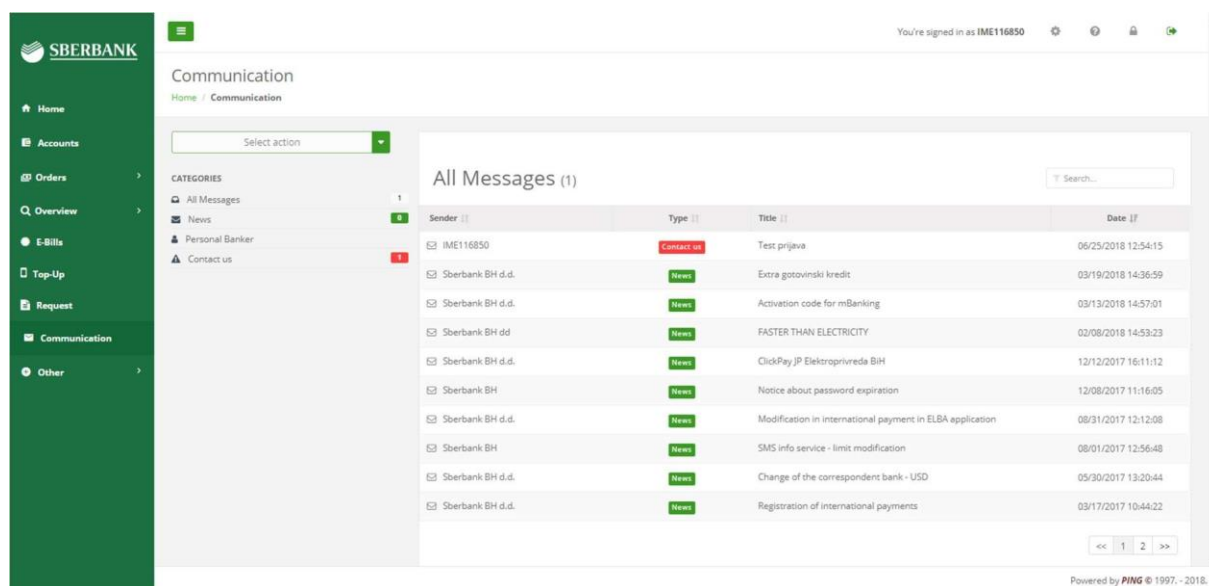 SBERBANK
You're signed in as IME116850
Communication
Home / Communication
Home
Accounts
Orders
Overview
E-Bills
Top-Up
Request
Communication
Other
Select action
CATEGORIES
All Messages 1
News 0
Personal Banker
Contact us 1
All Messages (1)
Search...
Sender Type Title Date
IME116850 Contact us Test prijava 06/25/2018 12:54:15
Sberbank BH d.d. News Extra gotovinski kredit 03/19/2018 14:36:59
Sberbank BH d.d. News Activation code for mBanking 03/13/2018 14:57:01
Sberbank BH dd News FASTER THAN ELECTRICITY 02/08/2018 14:53:23
Sberbank BH d.d. News ClickPay JP Elektroprivreda BiH 12/12/2017 16:11:12
Sberbank BH News Notice about password expiration 12/08/2017 11:16:05
Sberbank BH d.d. News Modification in international payment in ELBA application 08/31/2017 12:12:08
Sberbank BH News SMS info service - limit modification 08/01/2017 12:56:48
Sberbank BH d.d. News Change of the correspondent bank - USD 05/30/2017 13:20:44
Sberbank BH d.d. News Registration of international payments 03/17/2017 10:44:22
<< 1 2 >>
Powered by PING © 1997. - 2018.